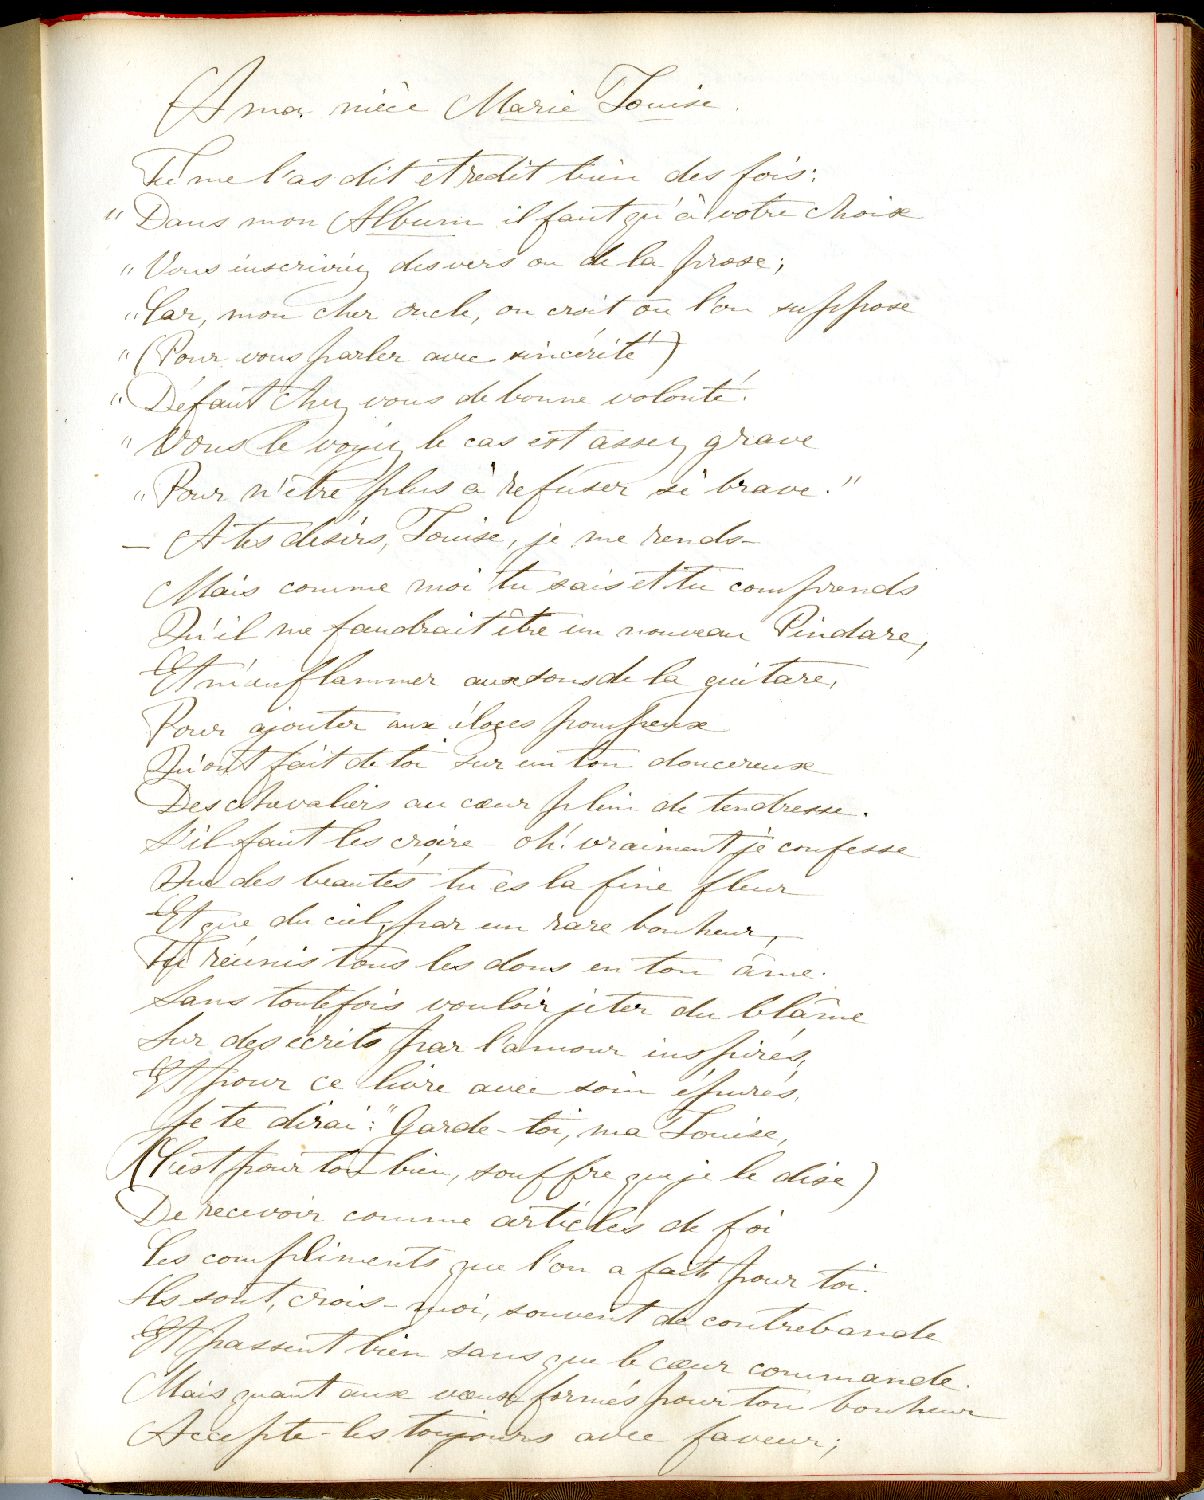 A ma nièce Marie Louise.
Tu me l'as dit et redit bien des fois:
" Dans mon Album il faut qu'à votre choix
" Vous inscriviez des vers ou de la prose;
" Car, mon cher oncle, on croit ou l'on suppose
" (Pour vous parler avec sincérité)
" Défaut chez vous de bonne volonté.
" Vous le voyez, le cas est assez grave
" Pour n'être plus à refuser si brave."
— A tes désirs, Louise, je me rends —
Mais comme moi tu sais et tu comprends
Qu'il me faudrait être un nouveau Pindare,
Et m'enflammer aux sons de la guitare,
Pour ajouter aux éloges pompeux
Qu'ont fait de toi sur un ton doucereux
Des chevaliers au cœur plein de tendresse.
S'il faut les croire – oh! vraiment je confesse
Que des beautés tu es la fine fleur
Et que du ciel, par un rare bonheur,
Tu réunis tous les dons en ton âme.
Sans toutefois vouloir jeter du blâme
Sur des écrits par l'amour inspirés,
Et pour ce livre avec soin épurés,
Je te dirai: "Garde-toi, ma Louise,
(C'est pour ton bien, souffre que je le dise)
De recevoir comme articles de foi
Les compliments que l'on a faits pour toi.
Ils sont, crois-moi, souvent de contrebande
Et passent bien sans que le cœur commande.
Mais quant aux vœux formés pour ton bonheur
Accepte-les toujours avec faveur;